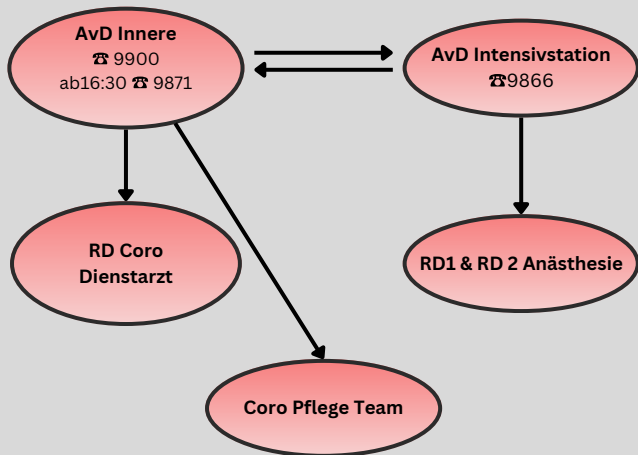 AvD Innere
☎ 9900
ab16:30 ☎ 9871
AvD Intensivstation
☎9866
RD Coro
Dienstarzt
RD1 & RD 2 Anästhesie
Coro Pflege Team